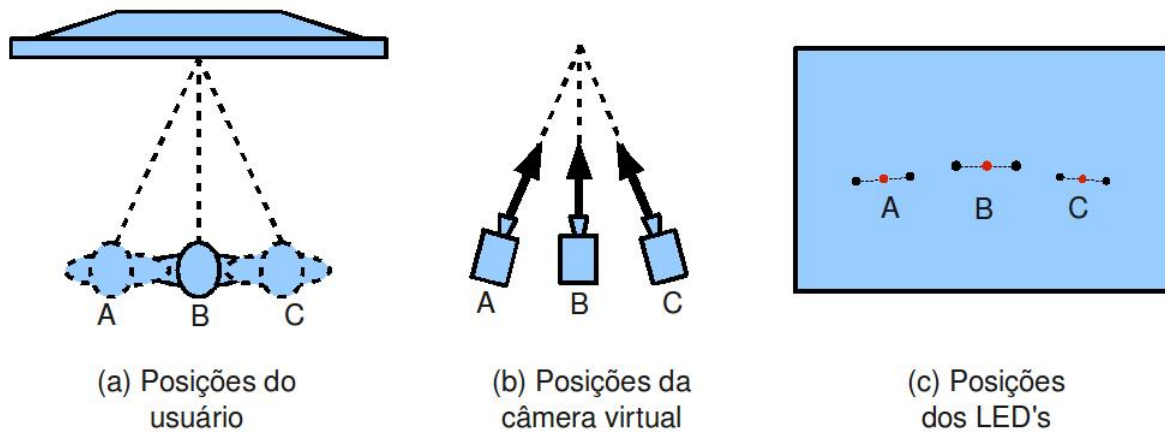 A B C
(a) Posições do
usuário
A B C
(b) Posições da
câmera virtual
A B C
(c) Posições
dos LED's